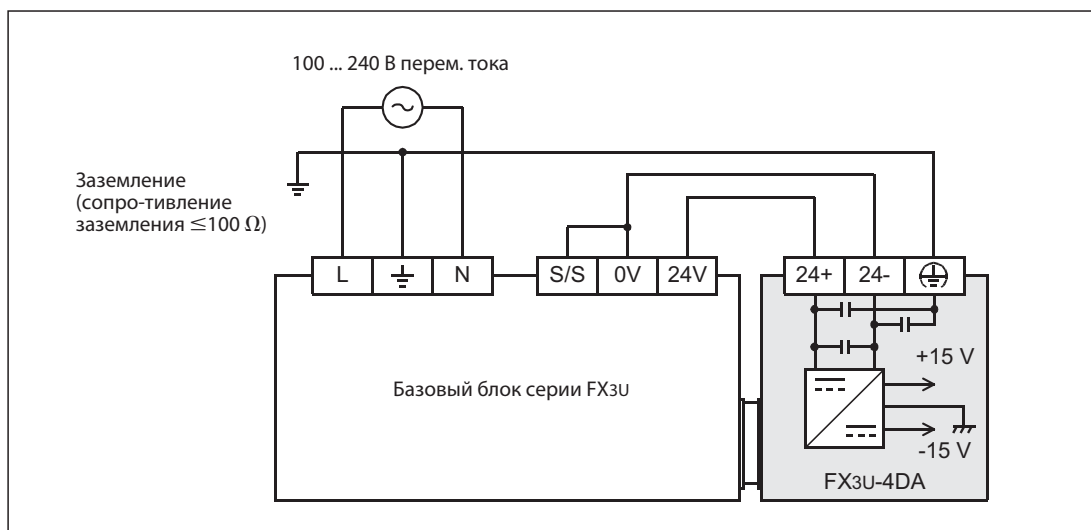 100 ... 240 В перем. тока
Заземление
(сопро-тивление
заземления ≤100 Ω)
L
N
S/S
0V
24V
24+
24-
+15 V
Базовый блок серии FX3U
-15 V
FX3U-4DA